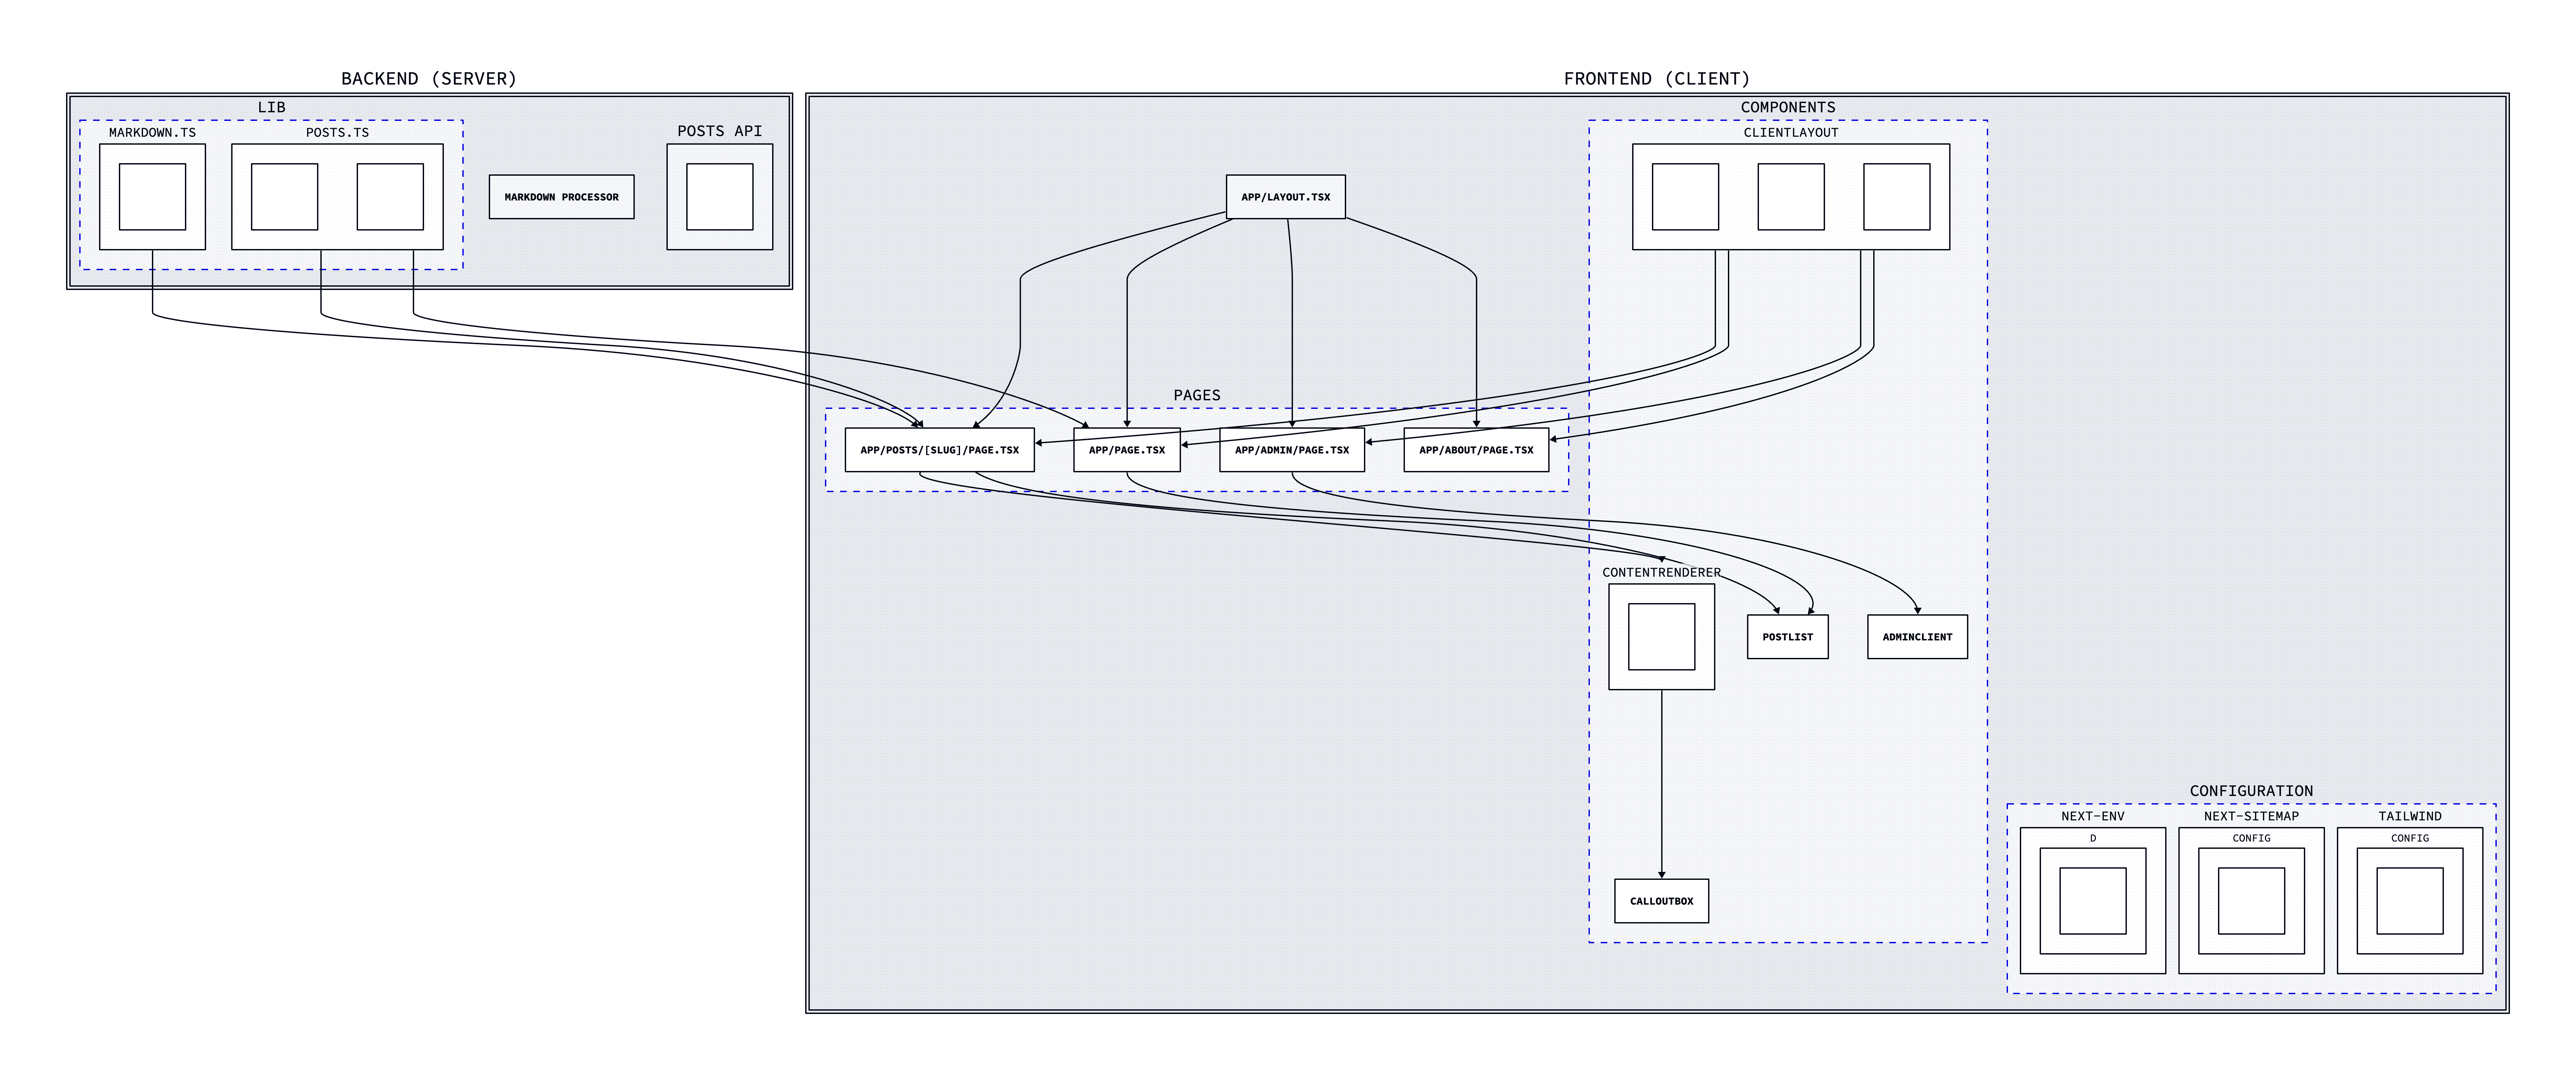 BACKEND (SERVER)
LIB
MARKDOWN.TS
POSTS.TS
MARKDOWN PROCESSOR
POSTS API
FRONTEND (CLIENT)
COMPONENTS
CLIENTLAYOUT
APP/LAYOUT.TSX
PAGES
APP/POSTS/[SLUG]/PAGE.TSX
APP/PAGE.TSX
APP/ADMIN/PAGE.TSX
APP/ABOUT/PAGE.TSX
CONTENTRENDERER
POSTLIST
ADMINCLIENT
CALLOUTBOX
CONFIGURATION
NEXT-ENV
D
NEXT-SITEMAP
CONFIG
TAILWIND
CONFIG